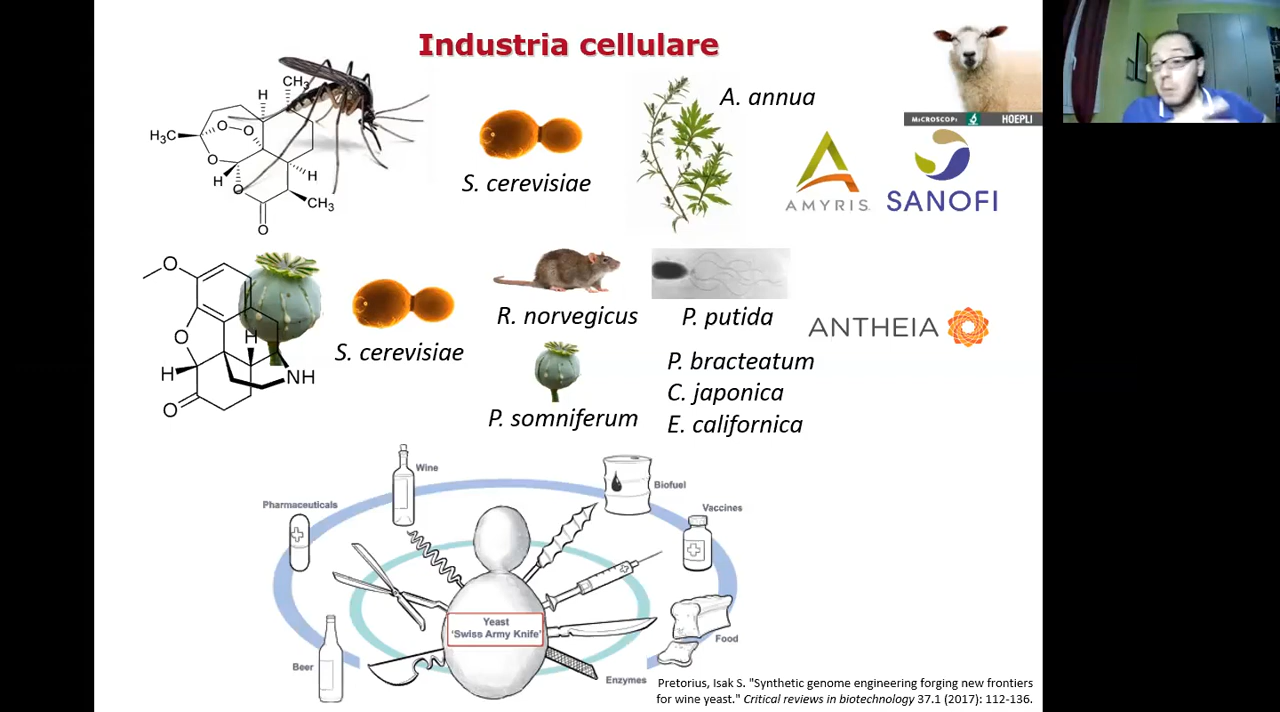 Industria cellulare
CH3
H
H3C
O
O
O
H
H
O
CH3
O
S. cerevisiae
A. annua
MICROSCOPI
HOEPLI
AMYRIS
SANOFI
O
O
H
H
NH
O
S. cerevisiae
R. norvegicus
P. putida
ANTHEIA
P. bracteatum
C. japonica
E. californica
P. somniferum
Wine
Biofuel
Pharmaceuticals
Vaccines
Yeast
'Swiss Army Knife'
Food
Beer
Enzymes
Pretorius, Isak S. "Synthetic genome engineering forging new frontiers
for wine yeast." Critical reviews in biotechnology 37.1 (2017): 112-136.